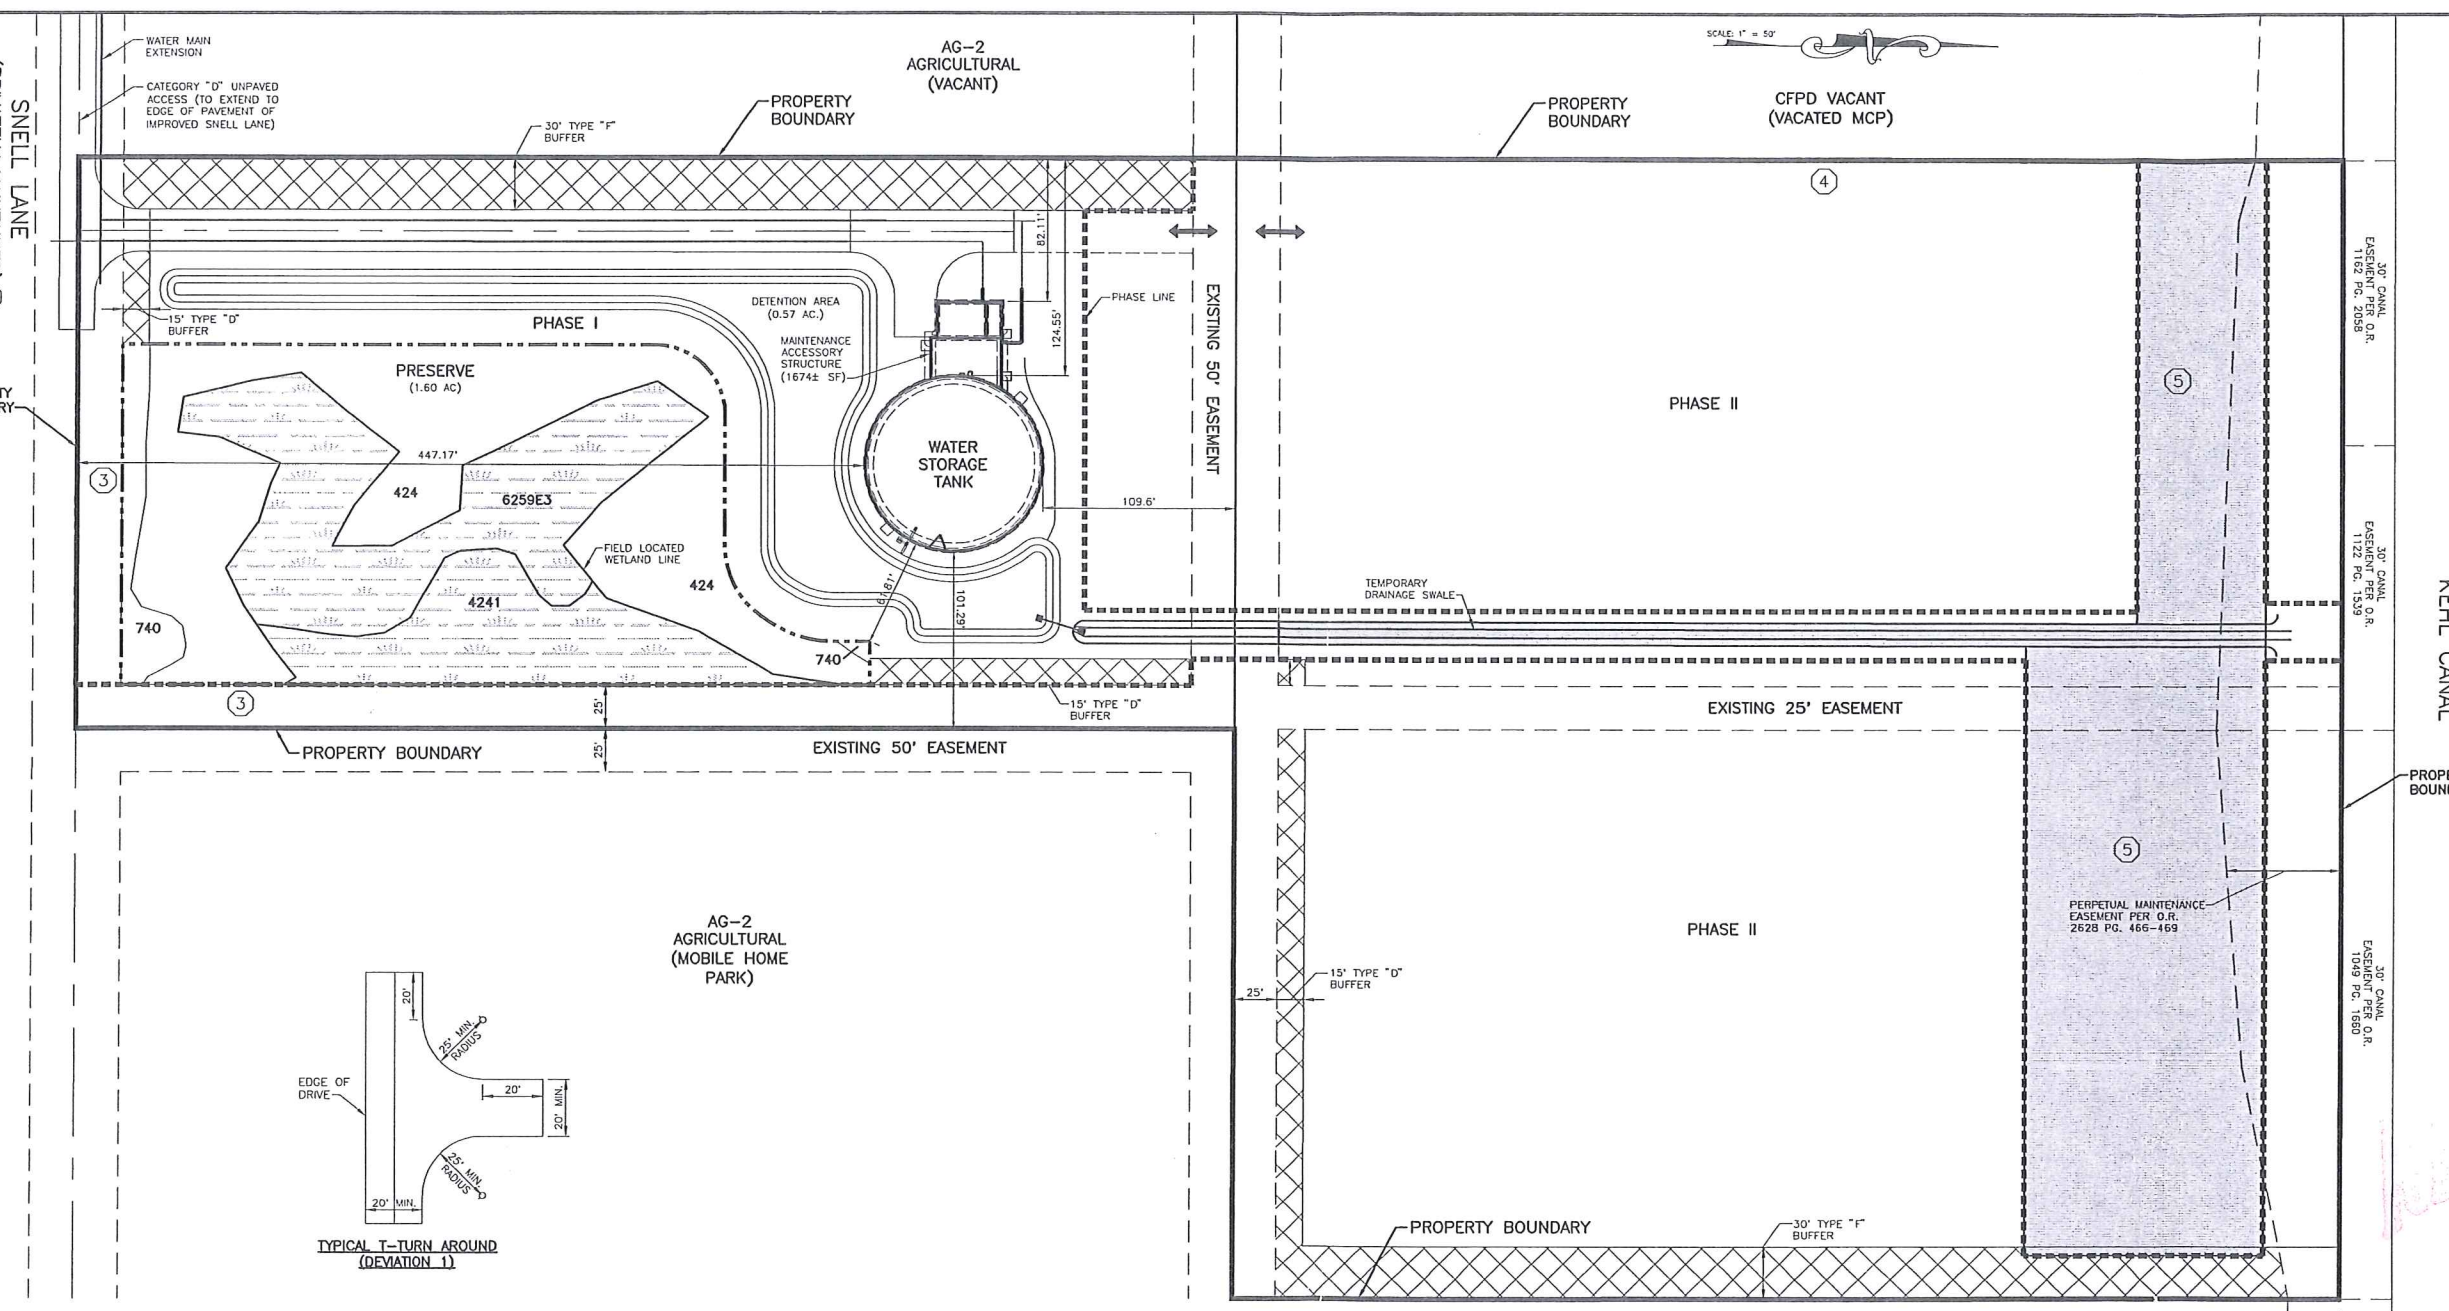 WATER MAIN
EXTENSION
CATEGORY "D" UNPAVED
ACCESS (TO EXTEND TO
EDGE OF PAVEMENT OF
IMPROVED SNELL LANE)
SNELL LANE
30' TYPE "F"
BUFFER
PROPERTY
BOUNDARY
AG-2
AGRICULTURAL
(VACANT)
PROPERTY
BOUNDARY
SCALE: 1" = 50'
CFPD VACANT
(VACATED MCP)
4
15' TYPE "D"
BUFFER
PHASE I
DETENTION AREA
(0.57 AC.)
MAINTENANCE
ACCESSORY
STRUCTURE
(1674± SF)
82.11'
124.55'
PHASE LINE
EXISTING 50' EASEMENT
PRESERVE
(1.60 AC)
447.17'
424
6259E3
WATER
STORAGE
TANK
109.6'
3
FIELD LOCATED
WETLAND LINE
424
4241
740
740
61.81'
101.29'
3
25'
25'
PROPERTY BOUNDARY
EXISTING 50' EASEMENT
15' TYPE "D"
BUFFER
PHASE II
5
TEMPORARY
DRAINAGE SWALE
EXISTING 25' EASEMENT
30' CANAL
EASEMENT PER O.R.
1162 PG. 2058
30' CANAL
EASEMENT PER O.R.
1122 PG. 1539
KEHL CANAL
PROPE
BOUN
5
PERPETUAL MAINTENANCE
EASEMENT PER O.R.
2628 PG. 466-469
30' CANAL
EASEMENT PER O.R.
1049 PG. 1660
AG-2
AGRICULTURAL
(MOBILE HOME
PARK)
PHASE II
25'
15' TYPE "D"
BUFFER
20'
25' MIN.
RADIUS
EDGE OF
DRIVE
20'
20' MIN.
25' MIN.
RADIUS
20' MIN.
TYPICAL T-TURN AROUND
(DEVIATION 1)
PROPERTY BOUNDARY
30' TYPE "F"
BUFFER